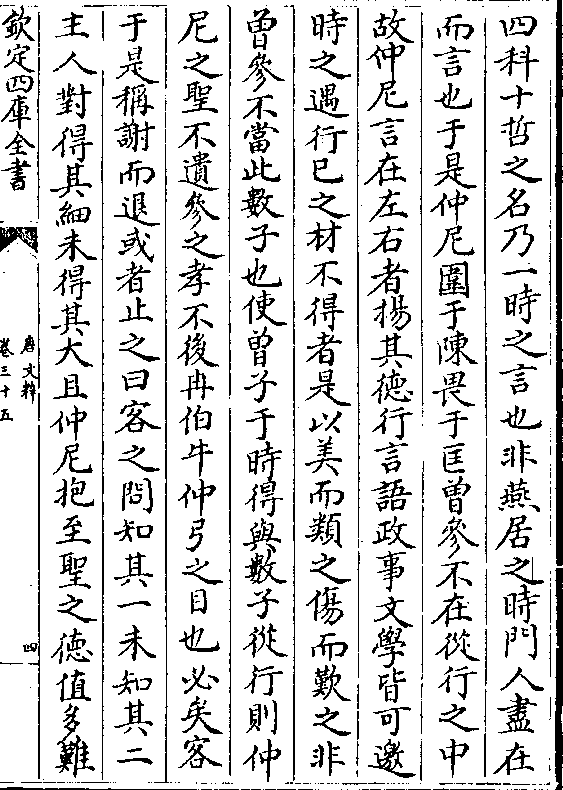 四科十哲之名乃一時之言也非燕居之時門人盡在
而言也于是仲尼圍于陳畏于匡曽參不在從行之中
故仲尼言在左右者揚其徳行言語政事文學皆可邀
時之遇行已之材不得者是以美而類之傷而歎之非
曽參不當此數子也使曽子于時得與數子從行則仲
尼之聖不遺參之孝不後冉伯牛仲弓之目也必矣客
于是稱謝而退或者止之曰客之問知其一未知其二
主人對得其細未得其大且仲尼抱至聖之徳值多難
欽定四庫全書
唐文粹
卷三十五
四